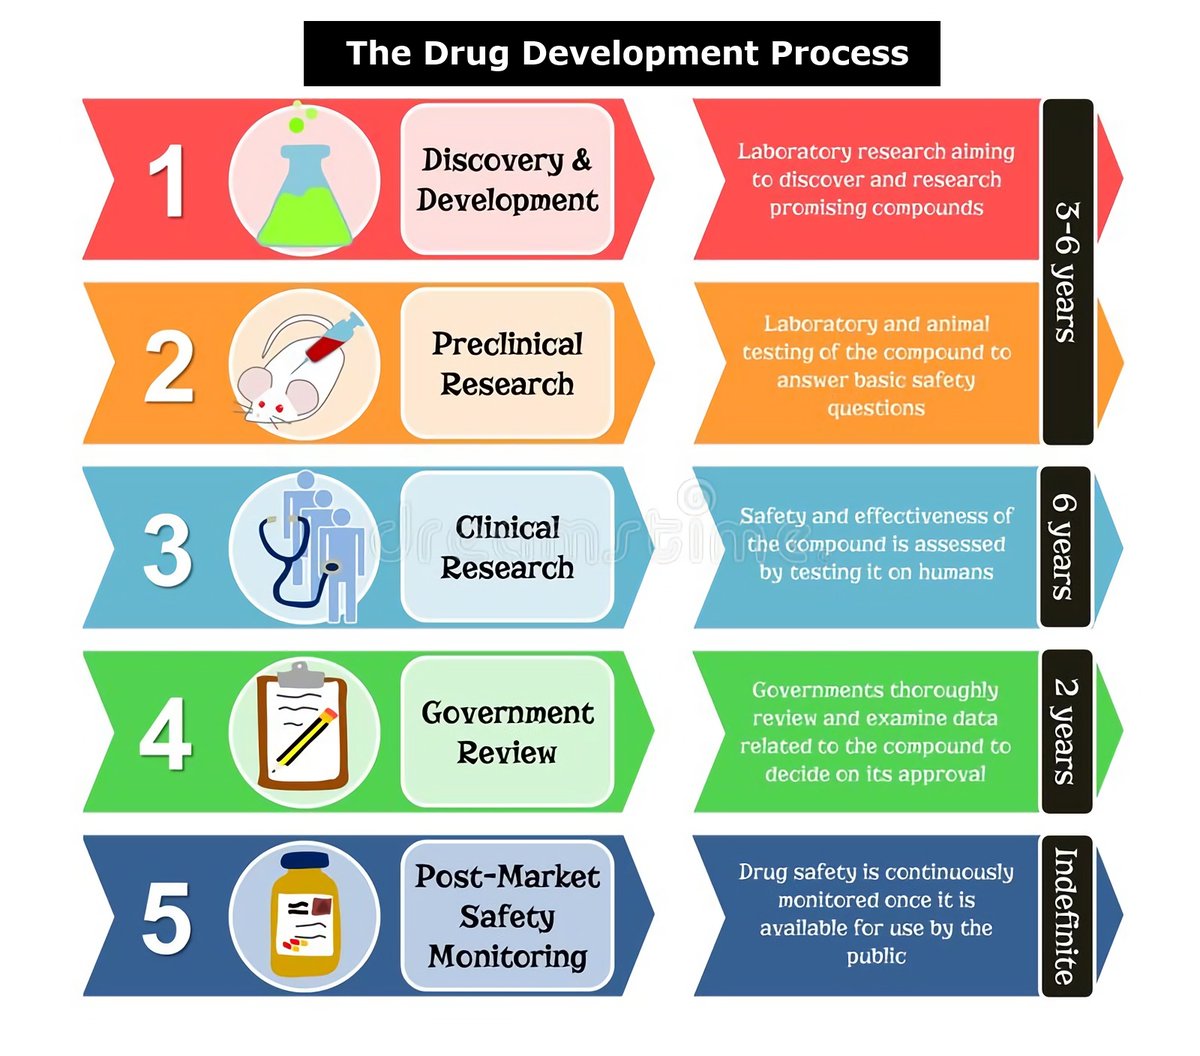 The Drug Development Process
1
Discovery &
Development
Laboratory research aiming
to discover and research
promising compounds
3-6 years
2
Preclinical
Research
Laboratory and animal
testing of the compound to
answer basic safety
questions
3
Clinical
Research
Safety and effectiveness of
the compound is assessed
by testing it on humans
6 years
4
Government
Review
Governments thoroughly
review and examine data
related to the compound to
decide on its approval
2 years
5
Post-Market
Safety
Monitoring
Drug safety is continuously
monitored once it is
available for use by the
public
Indefinite
dreamstime